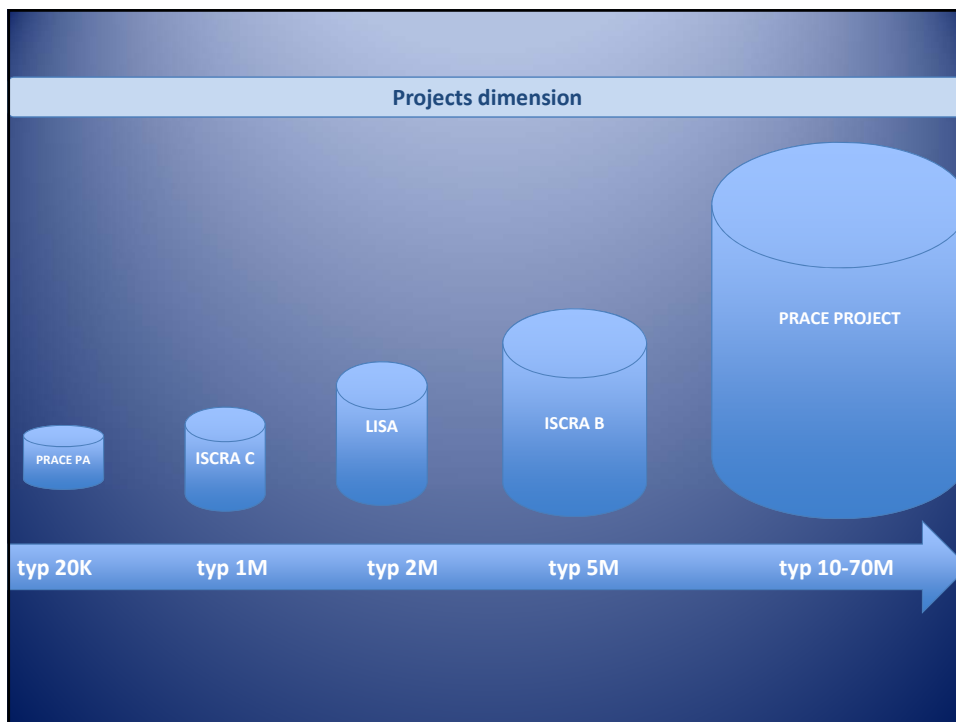 Projects dimension
PRACE PROJECT
ISCRA B
LISA
ISCRA C
PRACE PA
typ 20K
typ 1M
typ 2M
typ 5M
typ 10-70M